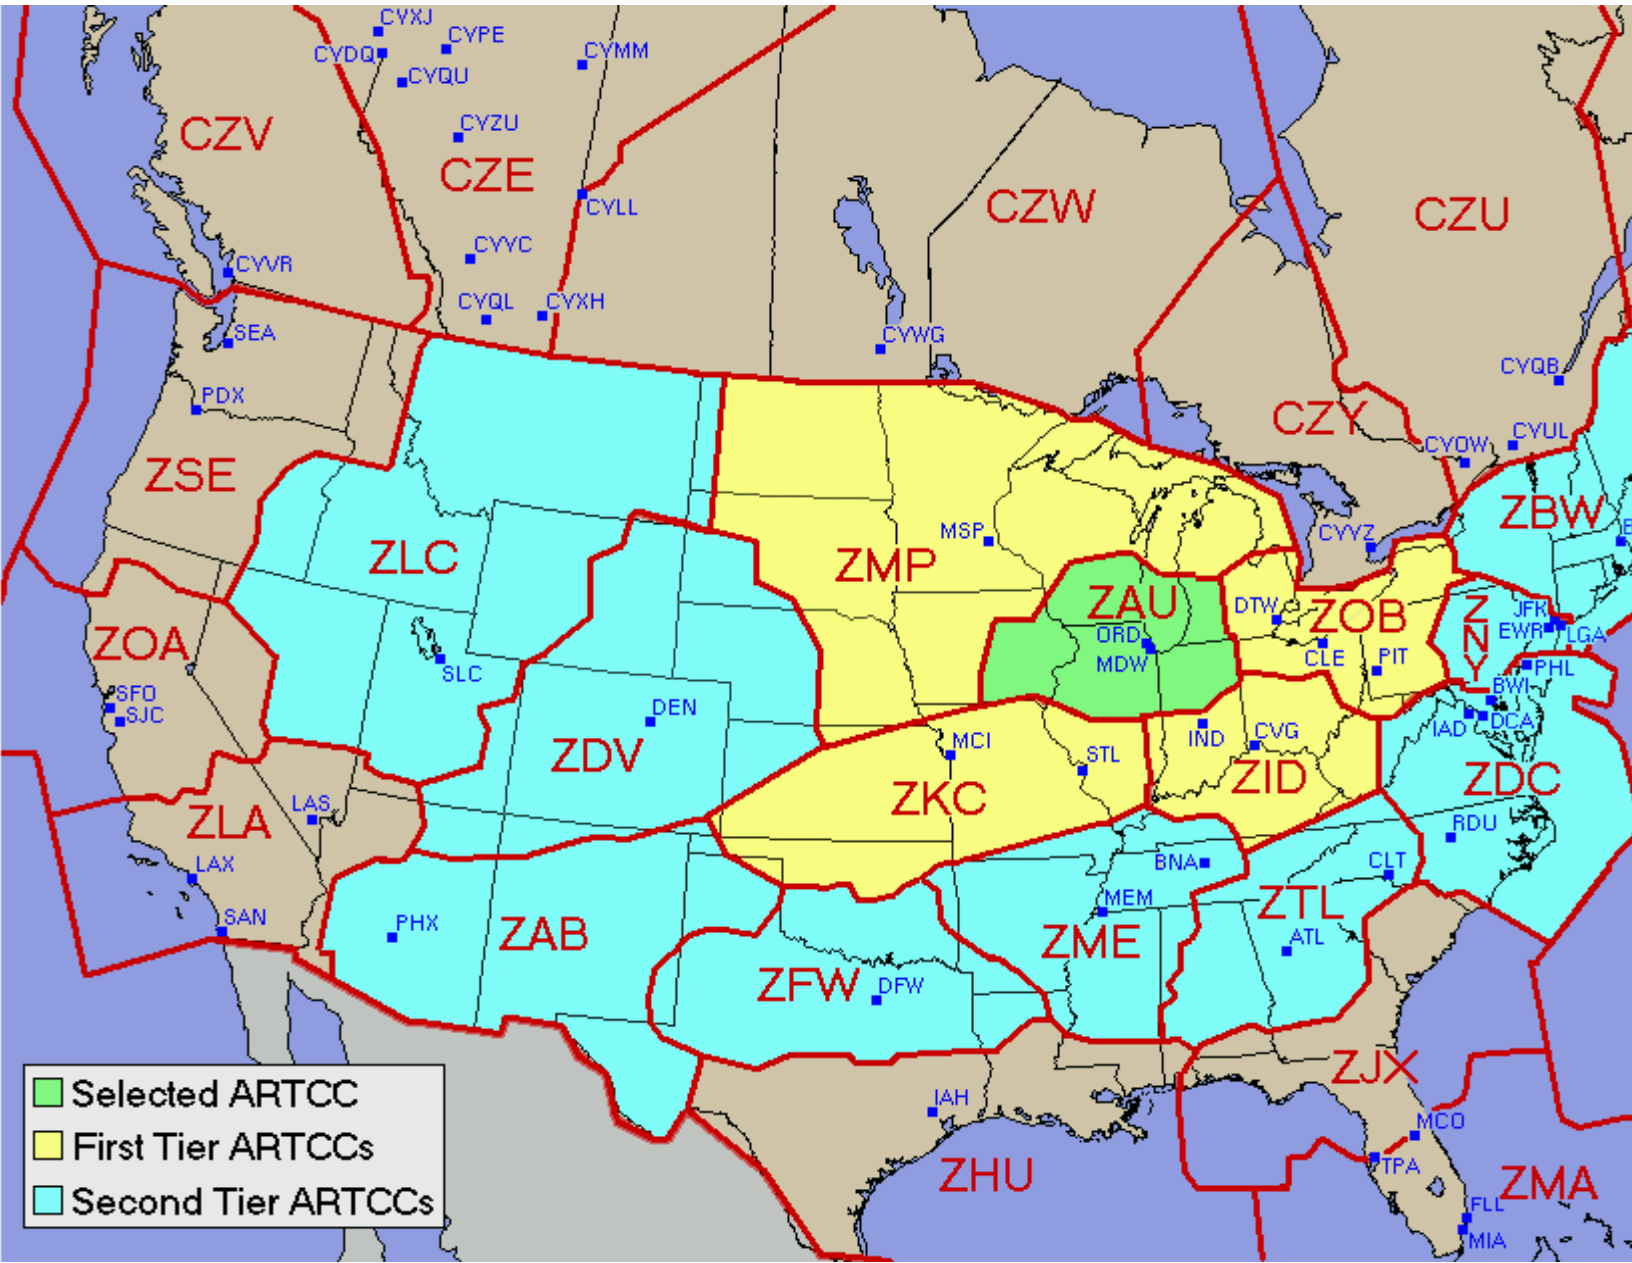 CYXJ
CYPE
CYDQ
CYMM
CYQU
CZV
CYZU
CZE
CYLL
CZW
CZU
CYYC
CYVR
CYQL
CYXH
SEA
CYWG
CYQB
PDX
CZY
CYUL
CYOW
ZSE
ZBW
MSP
CYYZ
ZLC
ZMP
ZAU
DTW
ZOB
Z
N
Y
JFK
EWR
LGA
ORD
MDW
CLE
PIT
PHL
ZOA
SLC
SFO
SJC
DEN
BWI
IAD
DCA
MCI
STL
IND
CVG
ZDV
ZKC
ZID
ZDC
LAS
ZLA
RDU
LAX
BNA
CLT
SAN
PHX
ZAB
MEM
ZTL
ZME
ATL
ZFW
DFW
ZJX
Selected ARTCC
First Tier ARTCCs
Second Tier ARTCCs
IAH
MCO
TPA
ZHU
ZMA
FLL
MIA